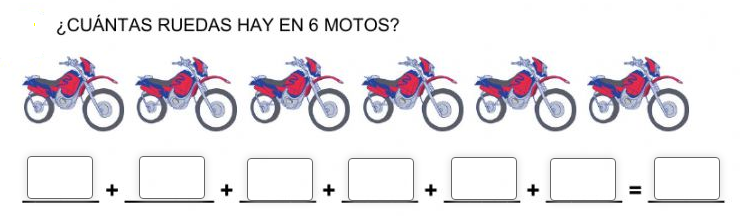 ¿CUÁNTAS RUEDAS HAY EN 6 MOTOS?
+ + + + + =